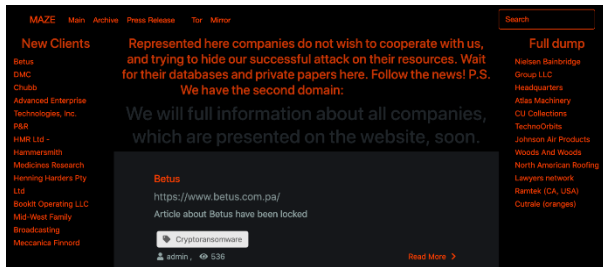 MAZE Main Archive Press Release Tor Mirror Search
New Clients
Betus
DMC
Chubb
Advanced Enterprise
Technologies, Inc.
P&R
HMR Ltd -
Hammersmith
Medicines Research
Henning Harders Pty
Ltd
BookIt Operating LLC
Mid-West Family
Broadcasting
Meccanica Finnord
Represented here companies do not wish to cooperate with us,
and trying to hide our successful attack on their resources. Wait
for their databases and private papers here. Follow the news! P.S.
We have the second domain:
We will full information about all companies,
which are presented on the website, soon.
Betus
https://www.betus.com.pa/
Article about Betus have been locked
Cryptoransomware
admin , 536 Read More >
Full dump
Nielsen Bainbridge
Group LLC
Headquarters
Atlas Machinery
CU Collections
TechnoOrbits
Johnson Air Products
Woods And Woods
North American Roofing
Lawyers network
Ramtek (CA, USA)
Cutrale (oranges)